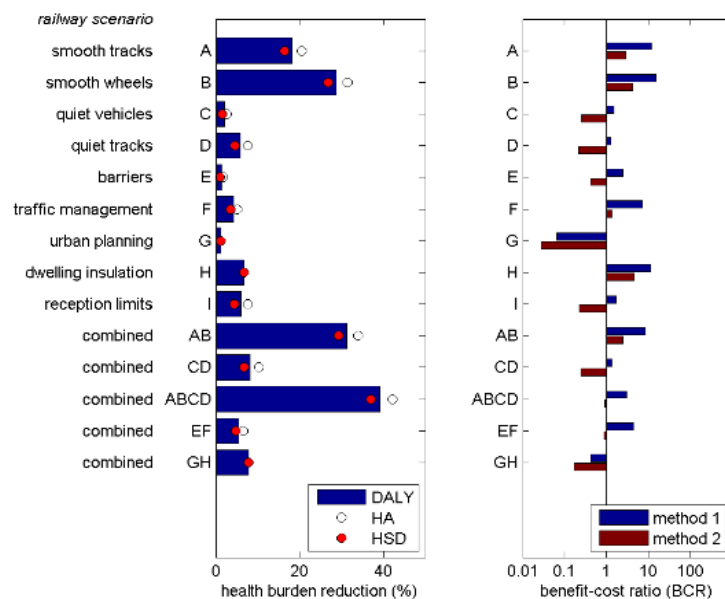 railway scenario
smooth tracks A A
smooth wheels B B
quiet vehicles C C
quiet tracks D D
barriers E E
traffic management F F
urban planning G G
dwelling insulation H H
reception limits I I
combined AB AB
combined CD CD
combined ABCD ABCD
combined EF EF
combined GH GH
DALY
HA
HSD
method 1
method 2
0 20 40 0.01 0.1 1 10 100
health burden reduction (%) benefit-cost ratio (BCR)